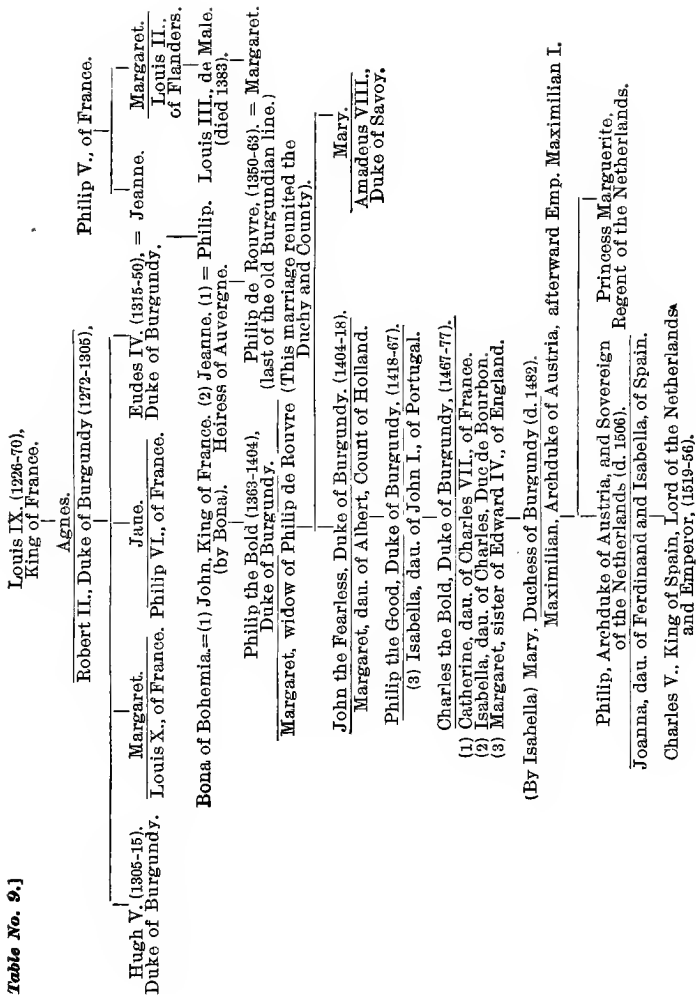 Table No. 9.]
Louis IX. (1226-70),
King of France.
Agnes.
Robert II., Duke of Burgundy (1272-1305),
Philip V., of France.
Hugh V. (1305-15).
Duke of Burgundy.
Margaret.
Louis X., of France.
Jane.
Philip VI., of France.
Eudes IV. (1315-50), = Jeanne.
Duke of Burgundy.
Margaret.
Louis II.,
of Flanders.
Bona of Bohemia.=(1) John, King of France. (2) Jeanne. (1) = Philip.
(by Bona). Heiress of Auvergne.
Louis III., de Male.
(died 1383).
Philip the Bold (1363-1404),
Duke of Burgundy.
Philip de Rouvre, (1350-63). = Margaret.
(last of the old Burgundian line.)
Margaret, widow of Philip de Rouvre (This marriage reunited the
Duchy and County).
John the Fearless, Duke of Burgundy, (1404-18).
Margaret, dau. of Albert, Count of Holland.
Mary.
Amadeus VIII.,
Duke of Savoy.
Philip the Good, Duke of Burgundy, (1418-67).
(3) Isabella, dau. of John I., of Portugal.
Charles the Bold, Duke of Burgundy, (1467-77).
(1) Catherine, dau. of Charles VII., of France.
(2) Isabella, dau. of Charles, Duc de Bourbon.
(3) Margaret, sister of Edward IV., of England.
(By Isabella) Mary, Duchess of Burgundy (d. 1482).
Maximilian, Archduke of Austria, afterward Emp. Maximilian I.
Philip, Archduke of Austria, and Sovereign
of the Netherlands (d. 1506).
Joanna, dau. of Ferdinand and Isabella, of Spain.
Princess Marguerite,
Regent of the Netherlands.
Charles V., King of Spain, Lord of the Netherlands
and Emperor, (1519-56).